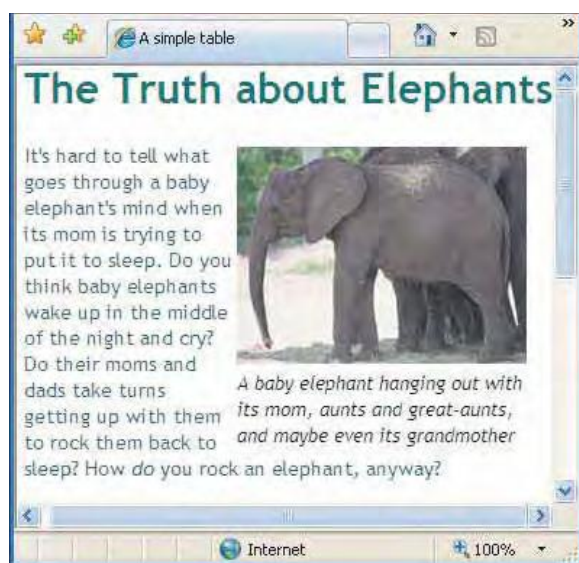 A simple table
»
The Truth about Elephants
It's hard to tell what
goes through a baby
elephant's mind when
its mom is trying to
put it to sleep. Do you
think baby elephants
wake up in the middle
of the night and cry?
Do their moms and
dads take turns
getting up with them
to rock them back to
sleep? How do you rock an elephant, anyway?
A baby elephant hanging out with
its mom, aunts and great-aunts,
and maybe even its grandmother
Internet
100%